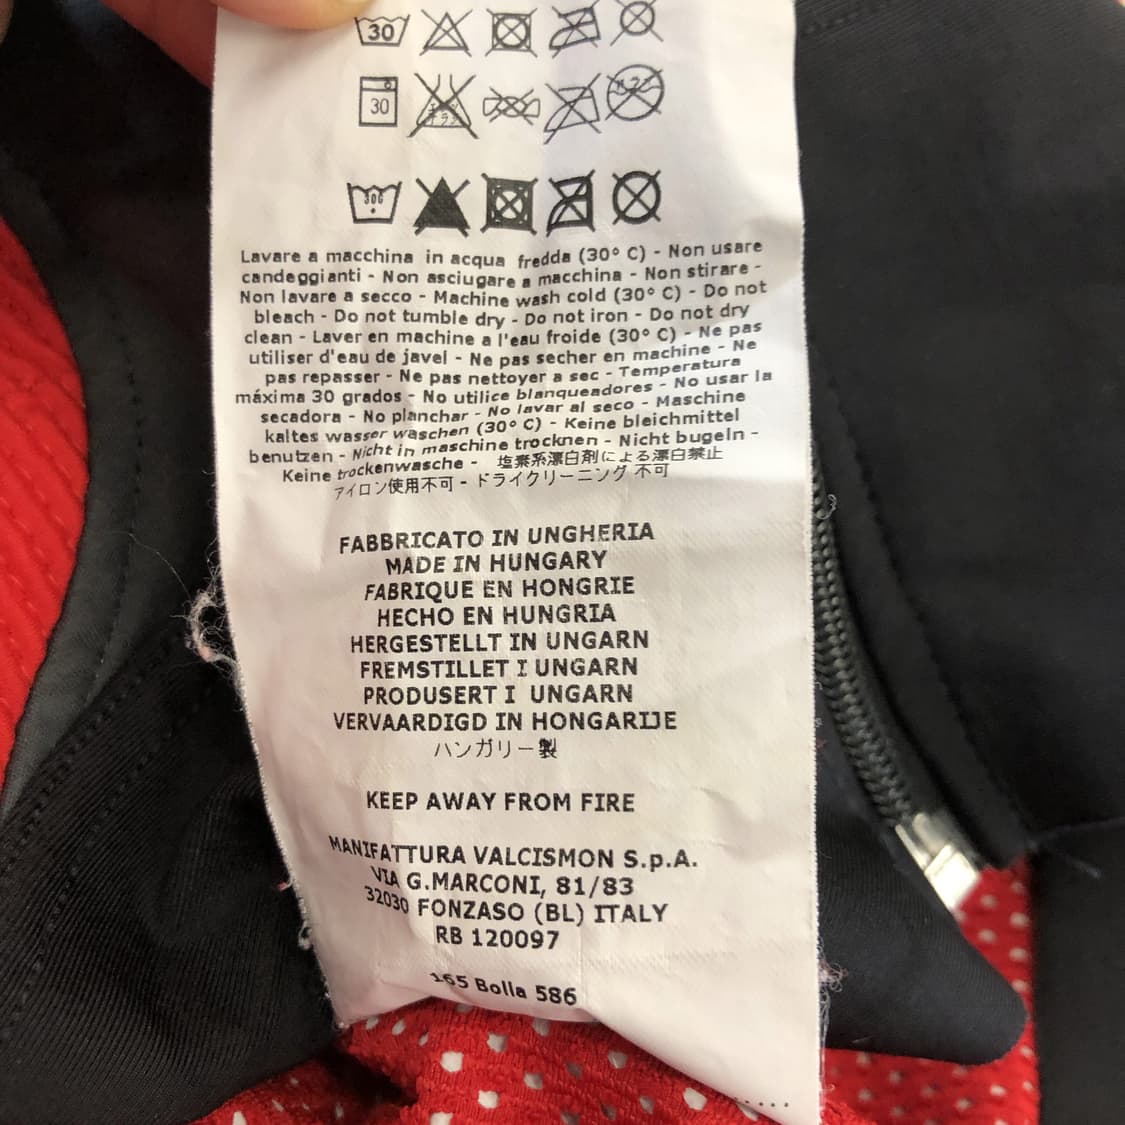 30
30
Lavare a macchina in acqua fredda (30° C) - Non usare
candeggianti - Non asciugare a macchina - Non stirare -
Non lavare a secco - Machine wash cold (30° C) - Do not
bleach - Do not tumble dry - Do not iron - Do not dry
clean - Laver en machine a l'eau froide (30° C) - Ne pas
utiliser d'eau de javel - Ne pas secher en machine - Ne
pas repasser - Ne pas nettoyer a sec - Temperatura
máxima 30 grados - No utilice blanqueadores - No usar la
secadora - No planchar - No lavar al seco - Maschine
kaltes wasser waschen (30° C) - Keine bleichmittel
benutzen - Nicht in maschine trocknen - Nicht bugeln -
Keine trockenwasche - 塩素系漂白剤による漂白禁止
アイロン使用不可 - ドライクリーニング 不可
FABBRICATO IN UNGHERIA
MADE IN HUNGARY
FABRIQUE EN HONGRIE
HECHO EN HUNGRIA
HERGESTELLT IN UNGARN
FREMSTILLET I UNGARN
PRODUSERT I UNGARN
VERVAARDIGD IN HONGARIJE
ハンガリー製
KEEP AWAY FROM FIRE
MANIFATTURA VALCISMON S.p.A.
VIA G.MARCONI, 81/83
32030 FONZASO (BL) ITALY
RB 120097
165 Bolla 586